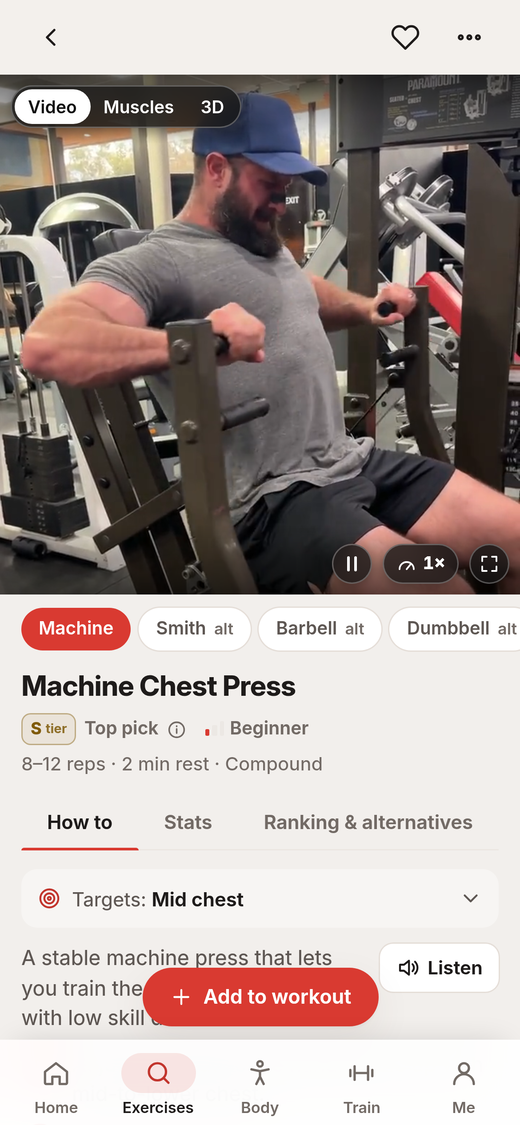 Video Muscles 3D
PARAMOUNT
EXIT
1×
Machine Smith alt Barbell alt Dumbbell alt
Machine Chest Press
S tier Top pick Beginner
8–12 reps · 2 min rest · Compound
How to Stats Ranking & alternatives
Targets: Mid chest
A stable machine press that lets
Listen
you train the
Add to workout
with low skill
Home Exercises Body Train Me